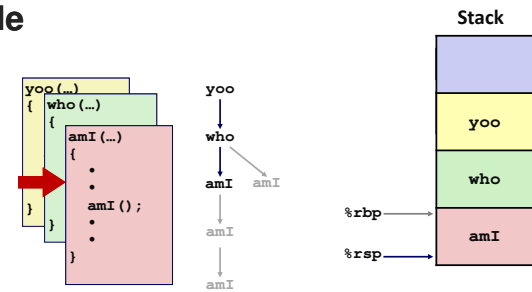 le
Stack
yoo(…)
{
who(…)
{
amI(…)
{
•
•
amI();
•
•
}
}
}
yoo
who
amI
amI
amI
amI
yoo
who
amI
%rbp
%rsp